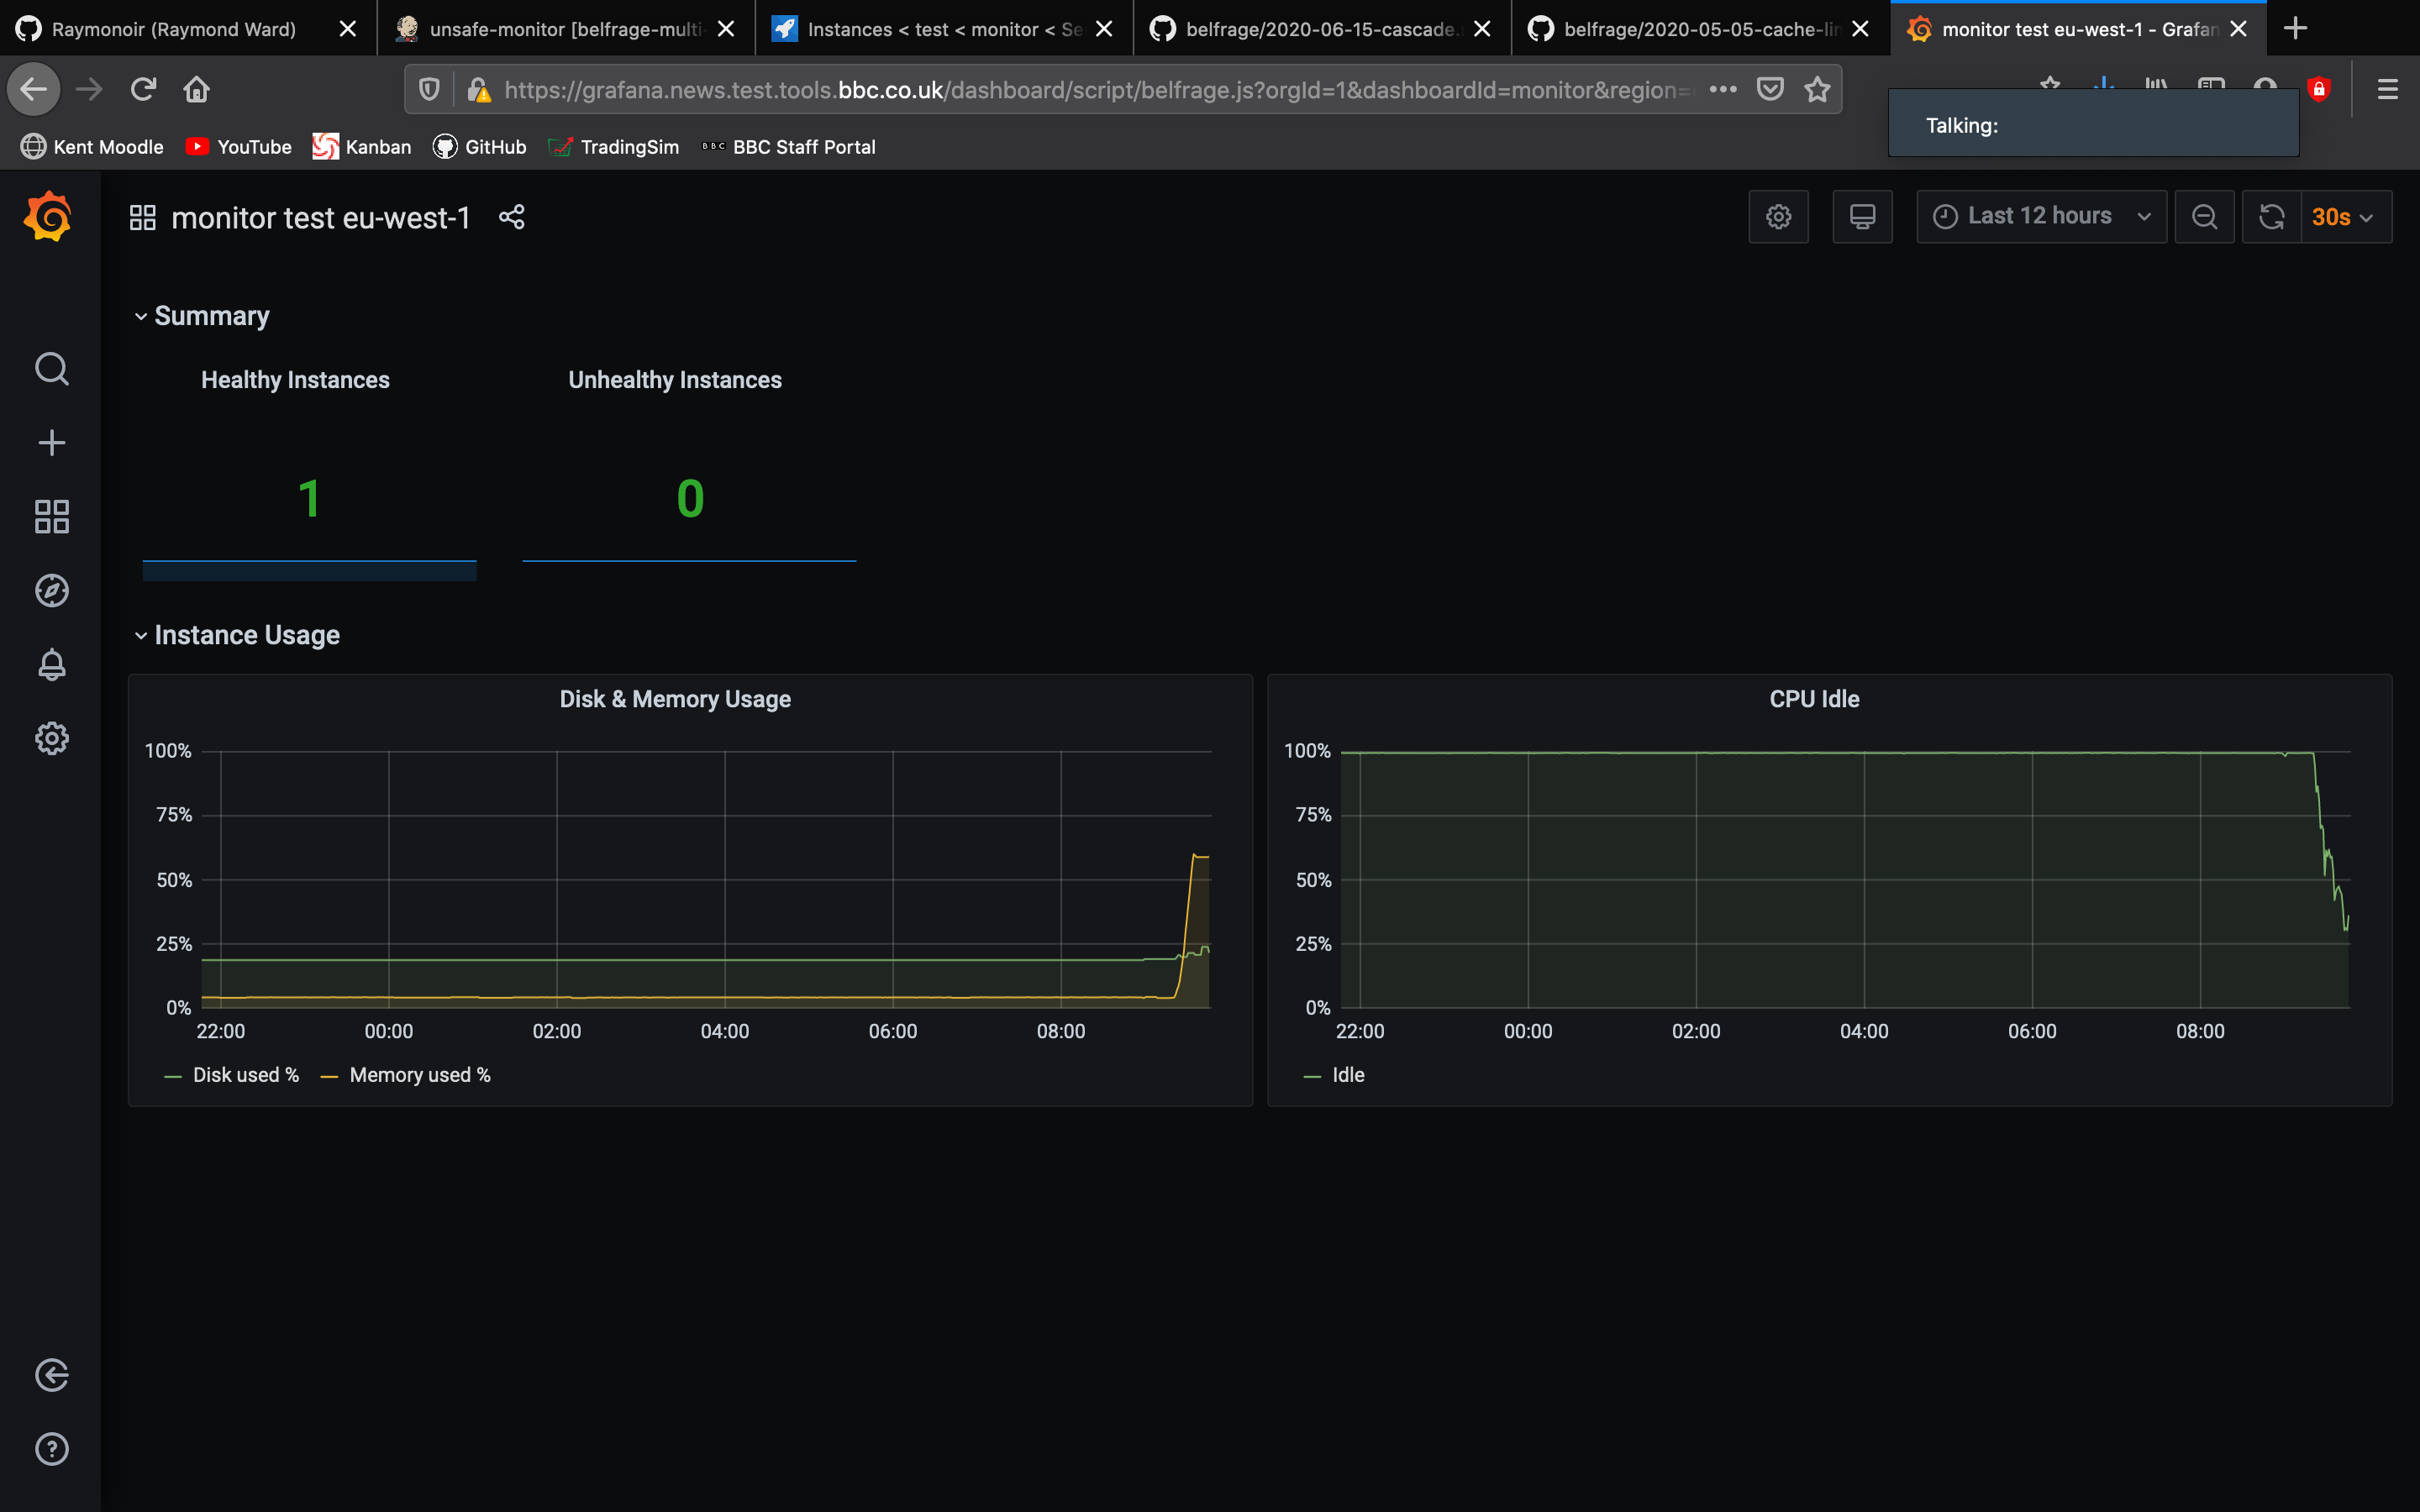 Raymonoir (Raymond Ward)
unsafe-monitor [belfrage-multi-
Instances < test < monitor < Se
belfrage/2020-06-15-cascade.
belfrage/2020-05-05-cache-lin
monitor test eu-west-1 - Grafan
https://grafana.news.test.tools.bbc.co.uk/dashboard/script/belfrage.js?orgId=1&dashboardId=monitor&region=
Talking:
Kent Moodle
YouTube
Kanban
GitHub
TradingSim
BBC BBC Staff Portal
monitor test eu-west-1
Last 12 hours
30s
Summary
Healthy Instances
Unhealthy Instances
1
0
Instance Usage
Disk & Memory Usage
100%
75%
50%
25%
0%
22:00 00:00 02:00 04:00 06:00 08:00
Disk used % Memory used %
CPU Idle
100%
75%
50%
25%
0%
22:00 00:00 02:00 04:00 06:00 08:00
Idle